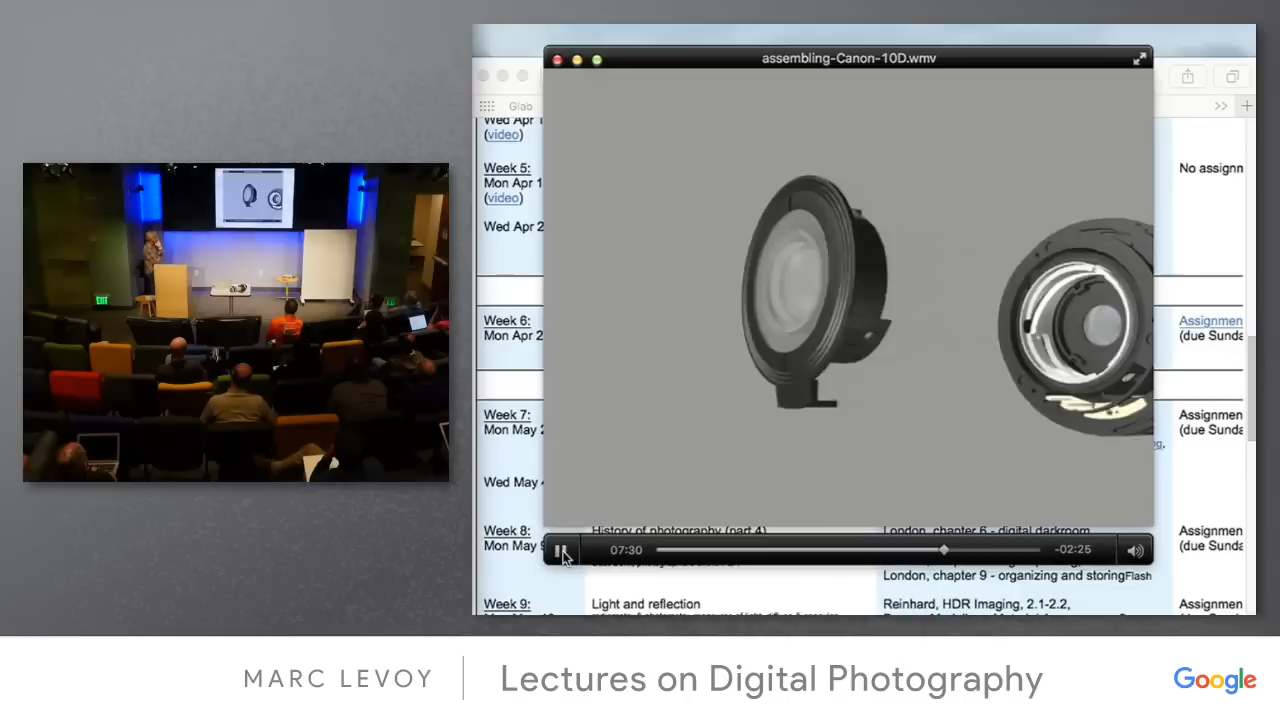 assembling-Canon-10D.wmv
Glab
>>
+
Wed Apr 1
(video)
Week 5:
Mon Apr 1
No assignn
(video)
Wed Apr 2
Week 6:
Mon Apr 2
Assignmen
(due Sunda
Week 7:
Mon May 2
Assignmen
(due Sunda
Wed May 4
Week 8:
Mon May 9
History of photography (part 4)
London, chapter 6 - digital darkroom
Assignmen
(due Sunda
07:30
-02:25
London, chapter 9 - organizing and storing
Flash
Week 9:
Light and reflection
Reinhard, HDR Imaging, 2.1-2.2,
Assignmen
MARC LEVOY
Lectures on Digital Photography
Google